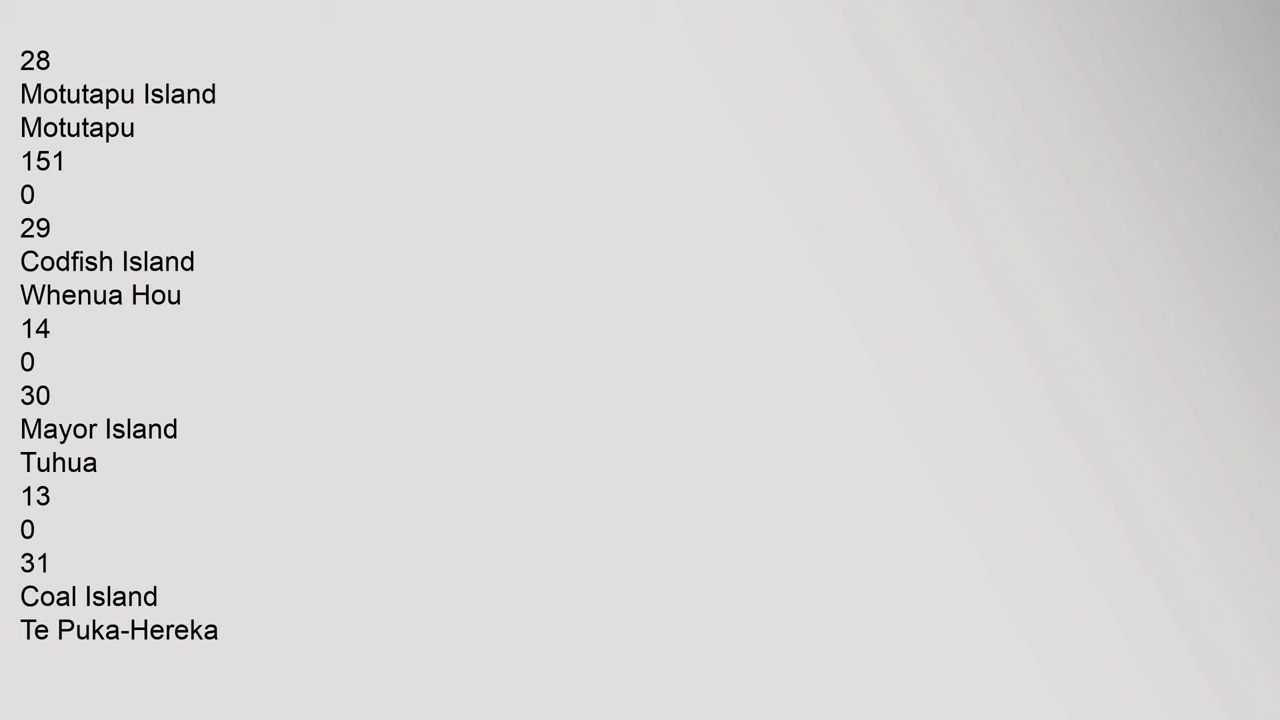 28
Motutapu Island
Motutapu
151
0
29
Codfish Island
Whenua Hou
14
0
30
Mayor Island
Tuhua
13
0
31
Coal Island
Te Puka-Hereka